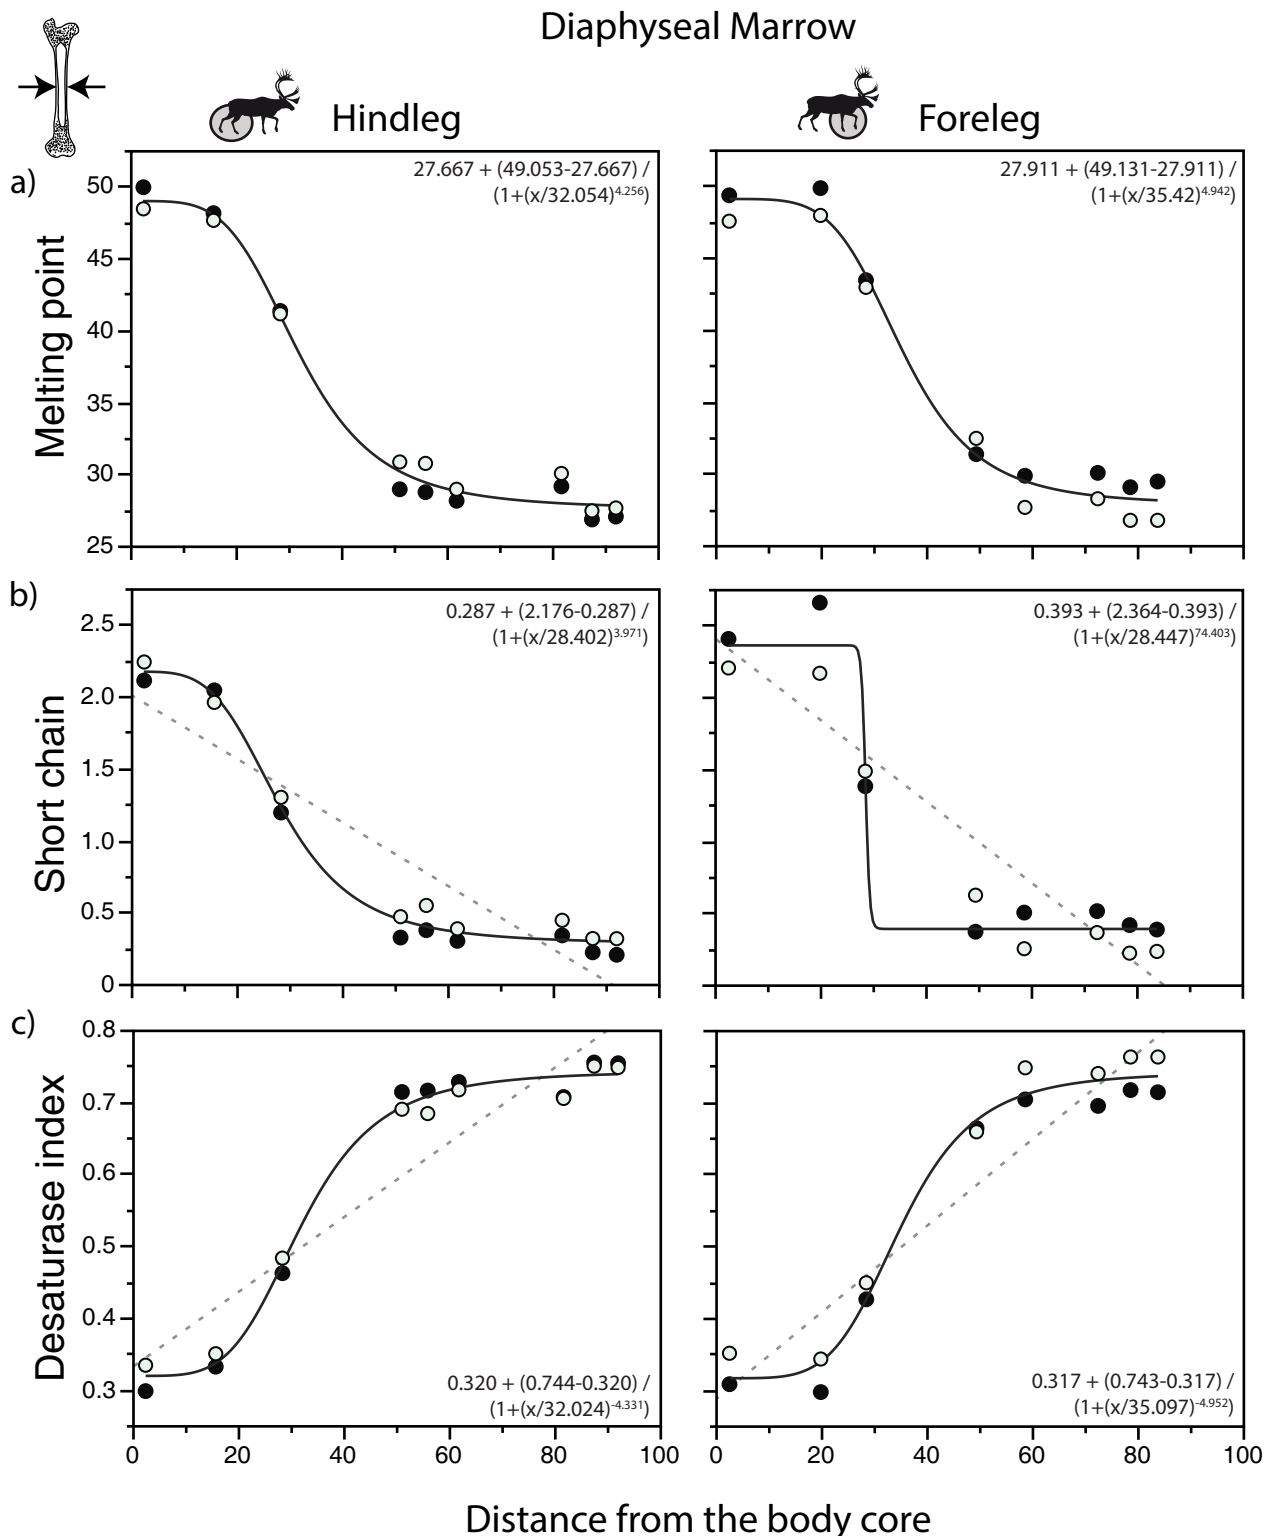 Diaphyseal Marrow
Hindleg
Foreleg
a)
Melting point
50
45
40
35
30
25
27.667 + (49.053-27.667) /
(1+(x/32.054)^4.256)
27.911 + (49.131-27.911) /
(1+(x/35.42)^4.942)
b)
Short chain
2.5
2.0
1.5
1.0
0.5
0
0.287 + (2.176-0.287) /
(1+(x/28.402)^3.971)
0.393 + (2.364-0.393) /
(1+(x/28.447)^74.403)
c)
Desaturase index
0.8
0.7
0.6
0.5
0.4
0.3
0.320 + (0.744-0.320) /
(1+(x/32.024)^-4.331)
0.317 + (0.743-0.317) /
(1+(x/35.097)^-4.952)
0 20 40 60 80 100
0 20 40 60 80 100
Distance from the body core